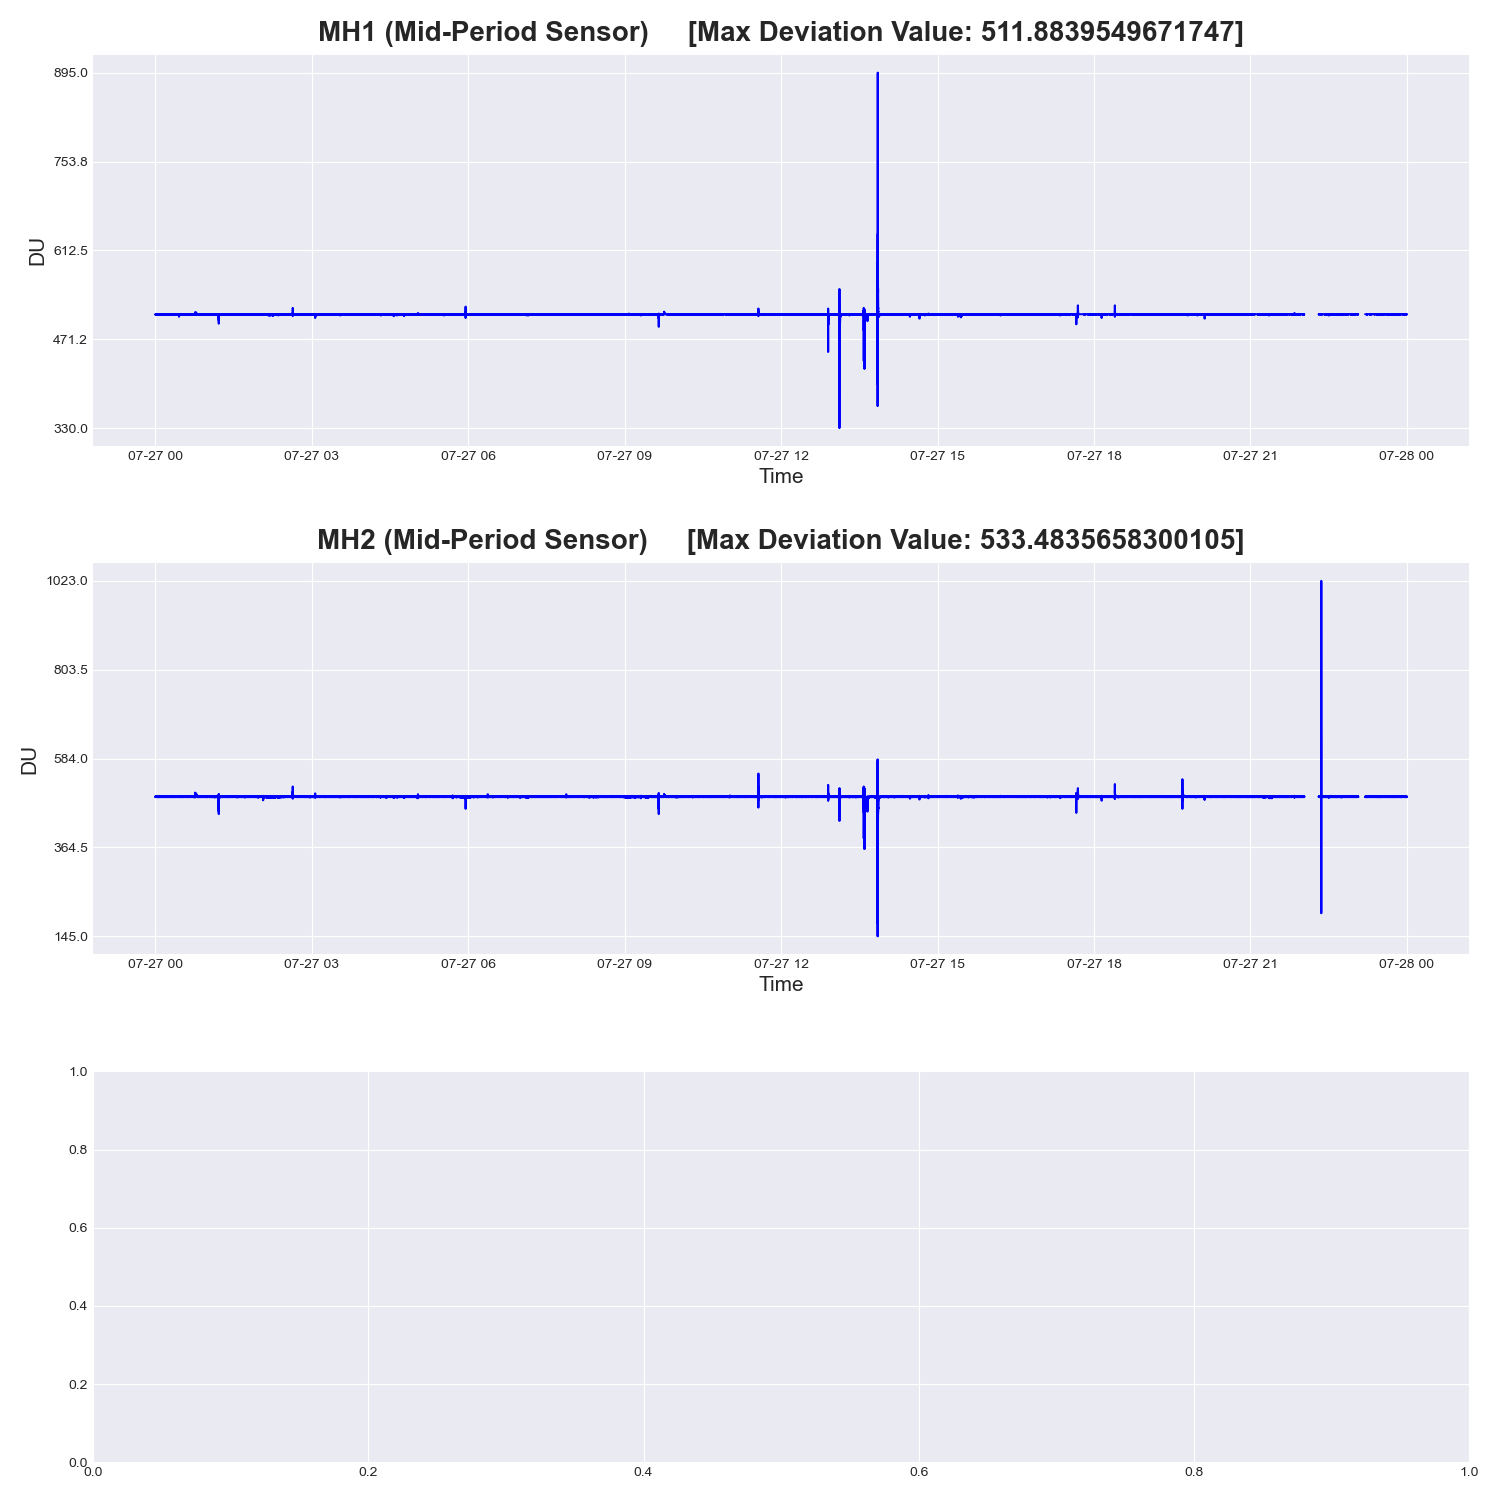 MH1 (Mid-Period Sensor) [Max Deviation Value: 511.8839549671747]
895.0
753.8
612.5
471.2
330.0
DU
07-27 00 07-27 03 07-27 06 07-27 09 07-27 12 07-27 15 07-27 18 07-27 21 07-28 00
Time
MH2 (Mid-Period Sensor) [Max Deviation Value: 533.4835658300105]
1023.0
803.5
584.0
364.5
145.0
DU
07-27 00 07-27 03 07-27 06 07-27 09 07-27 12 07-27 15 07-27 18 07-27 21 07-28 00
Time
1.0
0.8
0.6
0.4
0.2
0.0
0.0 0.2 0.4 0.6 0.8 1.0